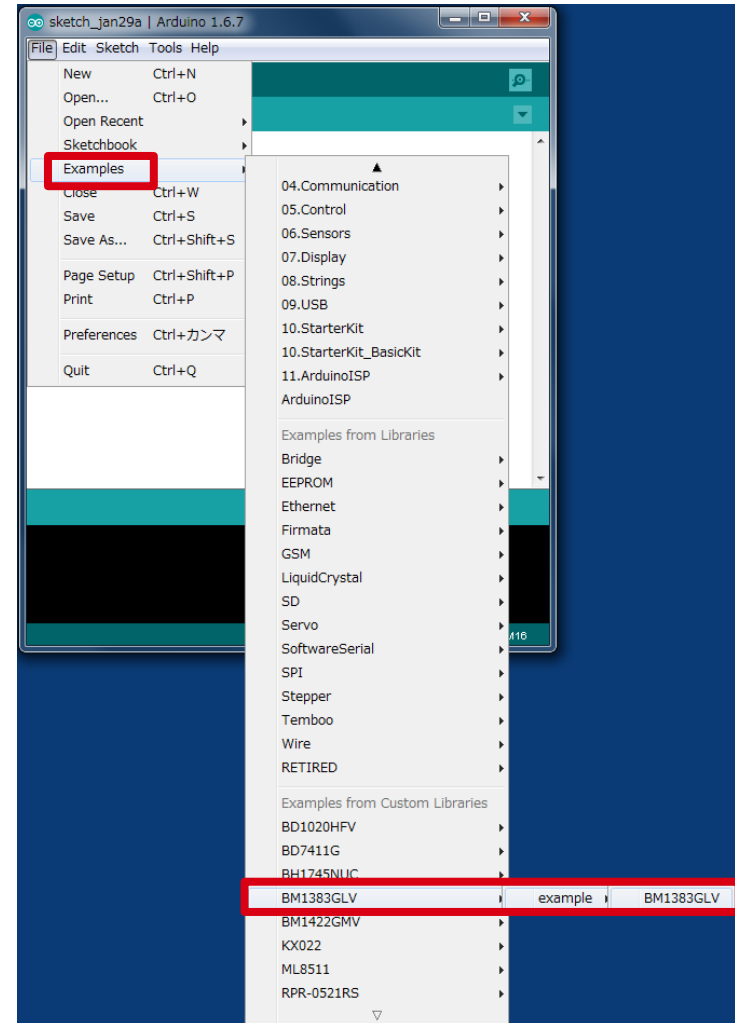 sketch_jan29a | Arduino 1.6.7
File Edit Sketch Tools Help
New Ctrl+N
Open... Ctrl+O
Open Recent
Sketchbook
Examples
Close Ctrl+W
Save Ctrl+S
Save As... Ctrl+Shift+S
Page Setup Ctrl+Shift+P
Print Ctrl+P
Preferences Ctrl+カンマ
Quit Ctrl+Q
04.Communication
05.Control
06.Sensors
07.Display
08.Strings
09.USB
10.StarterKit
10.StarterKit_BasicKit
11.ArduinoISP
ArduinoISP
Examples from Libraries
Bridge
EEPROM
Ethernet
Firmata
GSM
LiquidCrystal
SD
Servo
SoftwareSerial
SPI
Stepper
Temboo
Wire
RETIRED
Examples from Custom Libraries
BD1020HFV
BD7411G
BH1745NUC
BM1383GLV example BM1383GLV
BM1422GMV
KX022
ML8511
RPR-0521RS